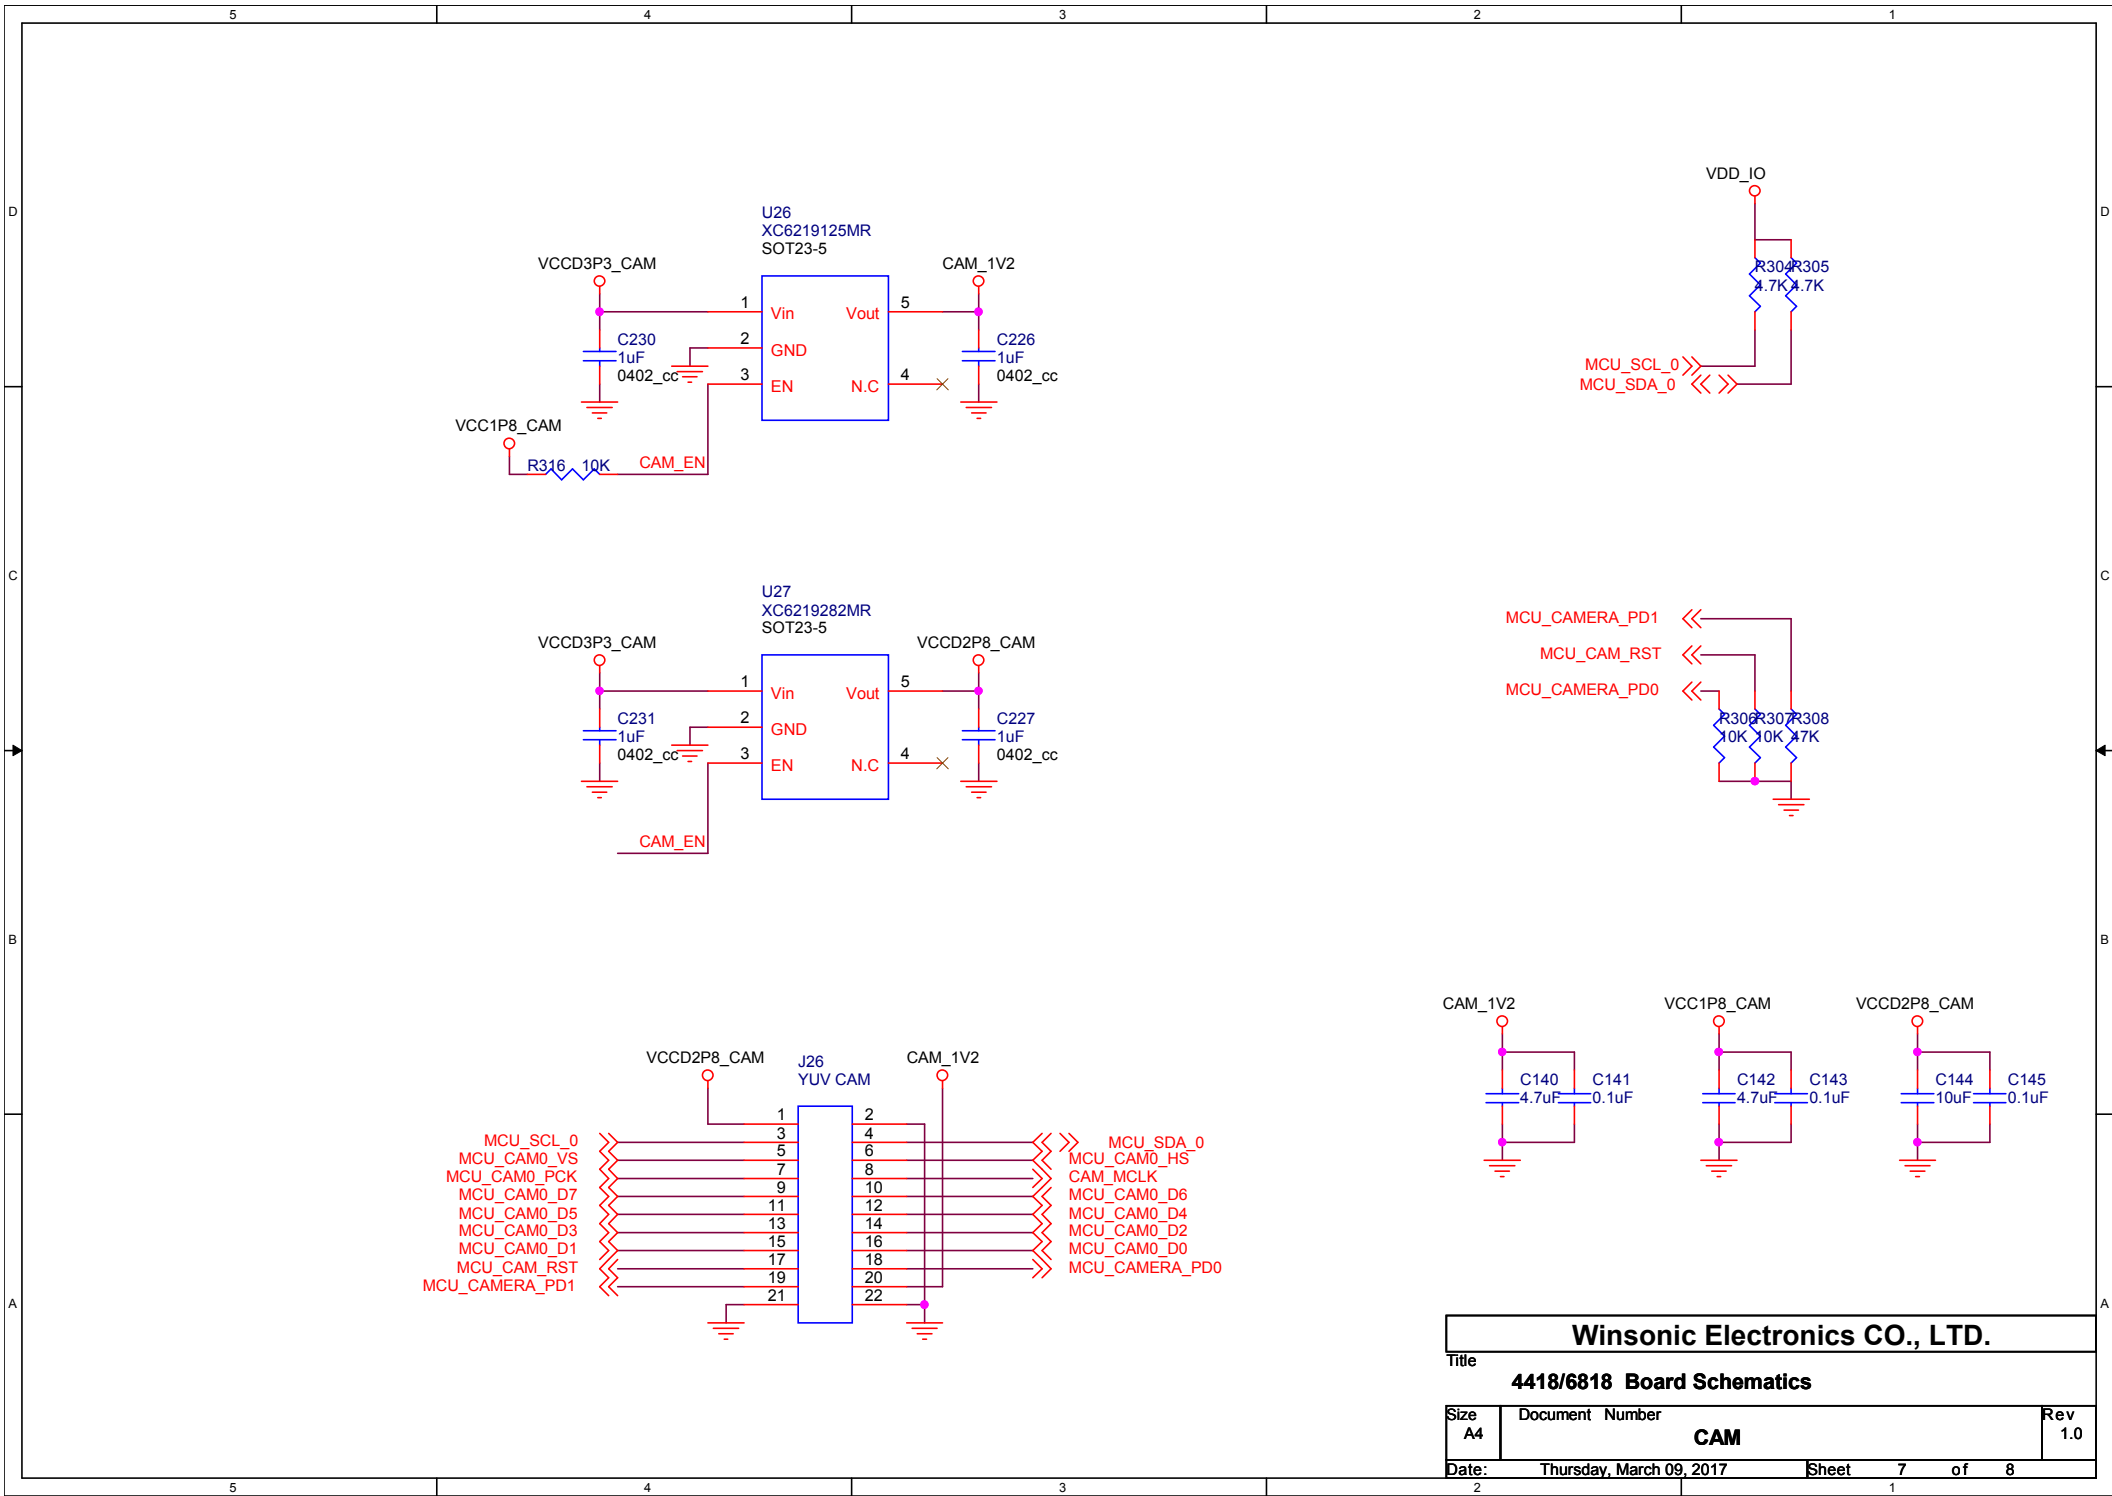 5 4 3 2 1
D
D
C
C
B
B
A
A
U26
XC6219125MR
SOT23-5
VCCD3P3_CAM
CAM_1V2
1 Vin Vout 5
2 GND
3 EN N.C 4
C230
1uF
0402_cc
C226
1uF
0402_cc
VCC1P8_CAM
R316 10K CAM_EN
VDD_IO
R304 R305
4.7K 4.7K
MCU_SCL_0
MCU_SDA_0
U27
XC6219282MR
SOT23-5
VCCD3P3_CAM
VCCD2P8_CAM
1 Vin Vout 5
2 GND
3 EN N.C 4
C231
1uF
0402_cc
C227
1uF
0402_cc
CAM_EN
MCU_CAMERA_PD1
MCU_CAM_RST
MCU_CAMERA_PD0
R306 R307 R308
10K 10K 47K
VCCD2P8_CAM
J26
YUV CAM
CAM_1V2
1 2
MCU_SCL_0 3 4 MCU_SDA_0
MCU_CAM0_VS 5 6 MCU_CAM0_HS
MCU_CAM0_PCK 7 8 CAM_MCLK
MCU_CAM0_D7 9 10 MCU_CAM0_D6
MCU_CAM0_D5 11 12 MCU_CAM0_D4
MCU_CAM0_D3 13 14 MCU_CAM0_D2
MCU_CAM0_D1 15 16 MCU_CAM0_D0
MCU_CAM_RST 17 18 MCU_CAMERA_PD0
MCU_CAMERA_PD1 19 20
21 22
CAM_1V2 VCC1P8_CAM VCCD2P8_CAM
C140 C141 C142 C143 C144 C145
4.7uF 0.1uF 4.7uF 0.1uF 10uF 0.1uF
Winsonic Electronics CO., LTD.
Title
4418/6818 Board Schematics
Size Document Number Rev
A4 CAM 1.0
Date: Thursday, March 09, 2017 Sheet 7 of 8
5 4 3 2 1